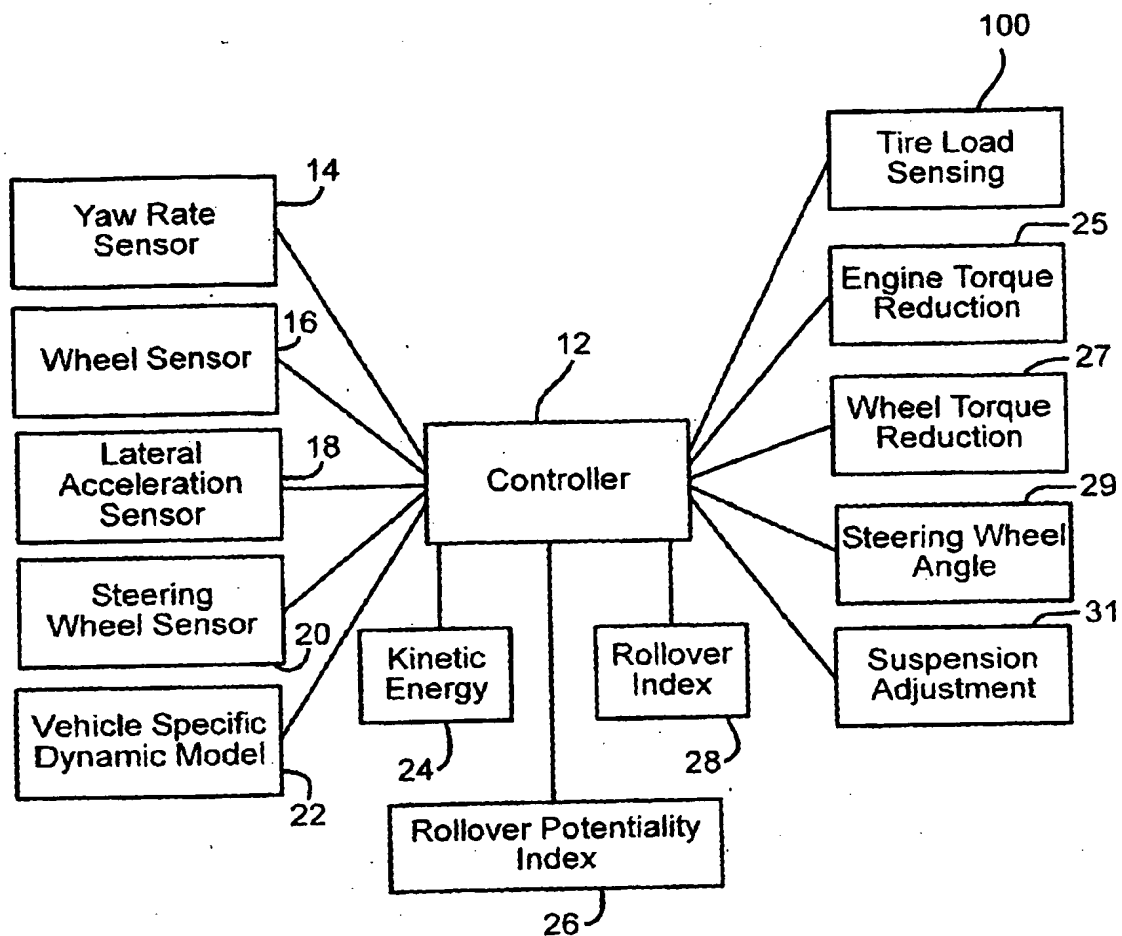 100
Tire Load
Sensing
14
Yaw Rate
Sensor
25
Engine Torque
Reduction
16
Wheel Sensor
12
Controller
27
Wheel Torque
Reduction
18
Lateral
Acceleration
Sensor
29
Steering Wheel
Angle
Steering
Wheel Sensor
20
Kinetic
Energy
24
Rollover
Index
28
31
Suspension
Adjustment
Vehicle Specific
Dynamic Model
22
Rollover Potentiality
Index
26